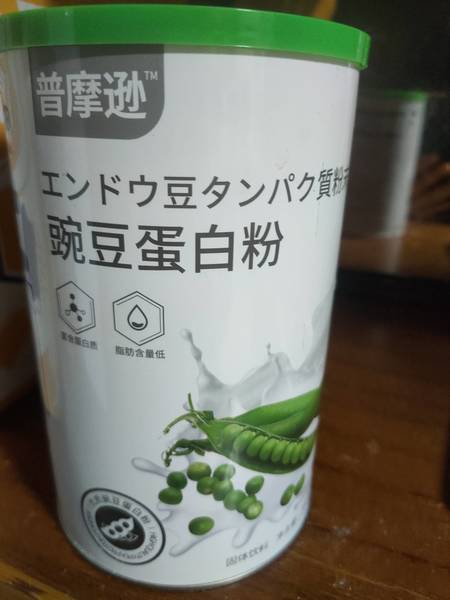 普摩逊™
エンドウ豆タンパク質粉末
豌豆蛋白粉
富含蛋白质
脂肪含量低
固体饮料